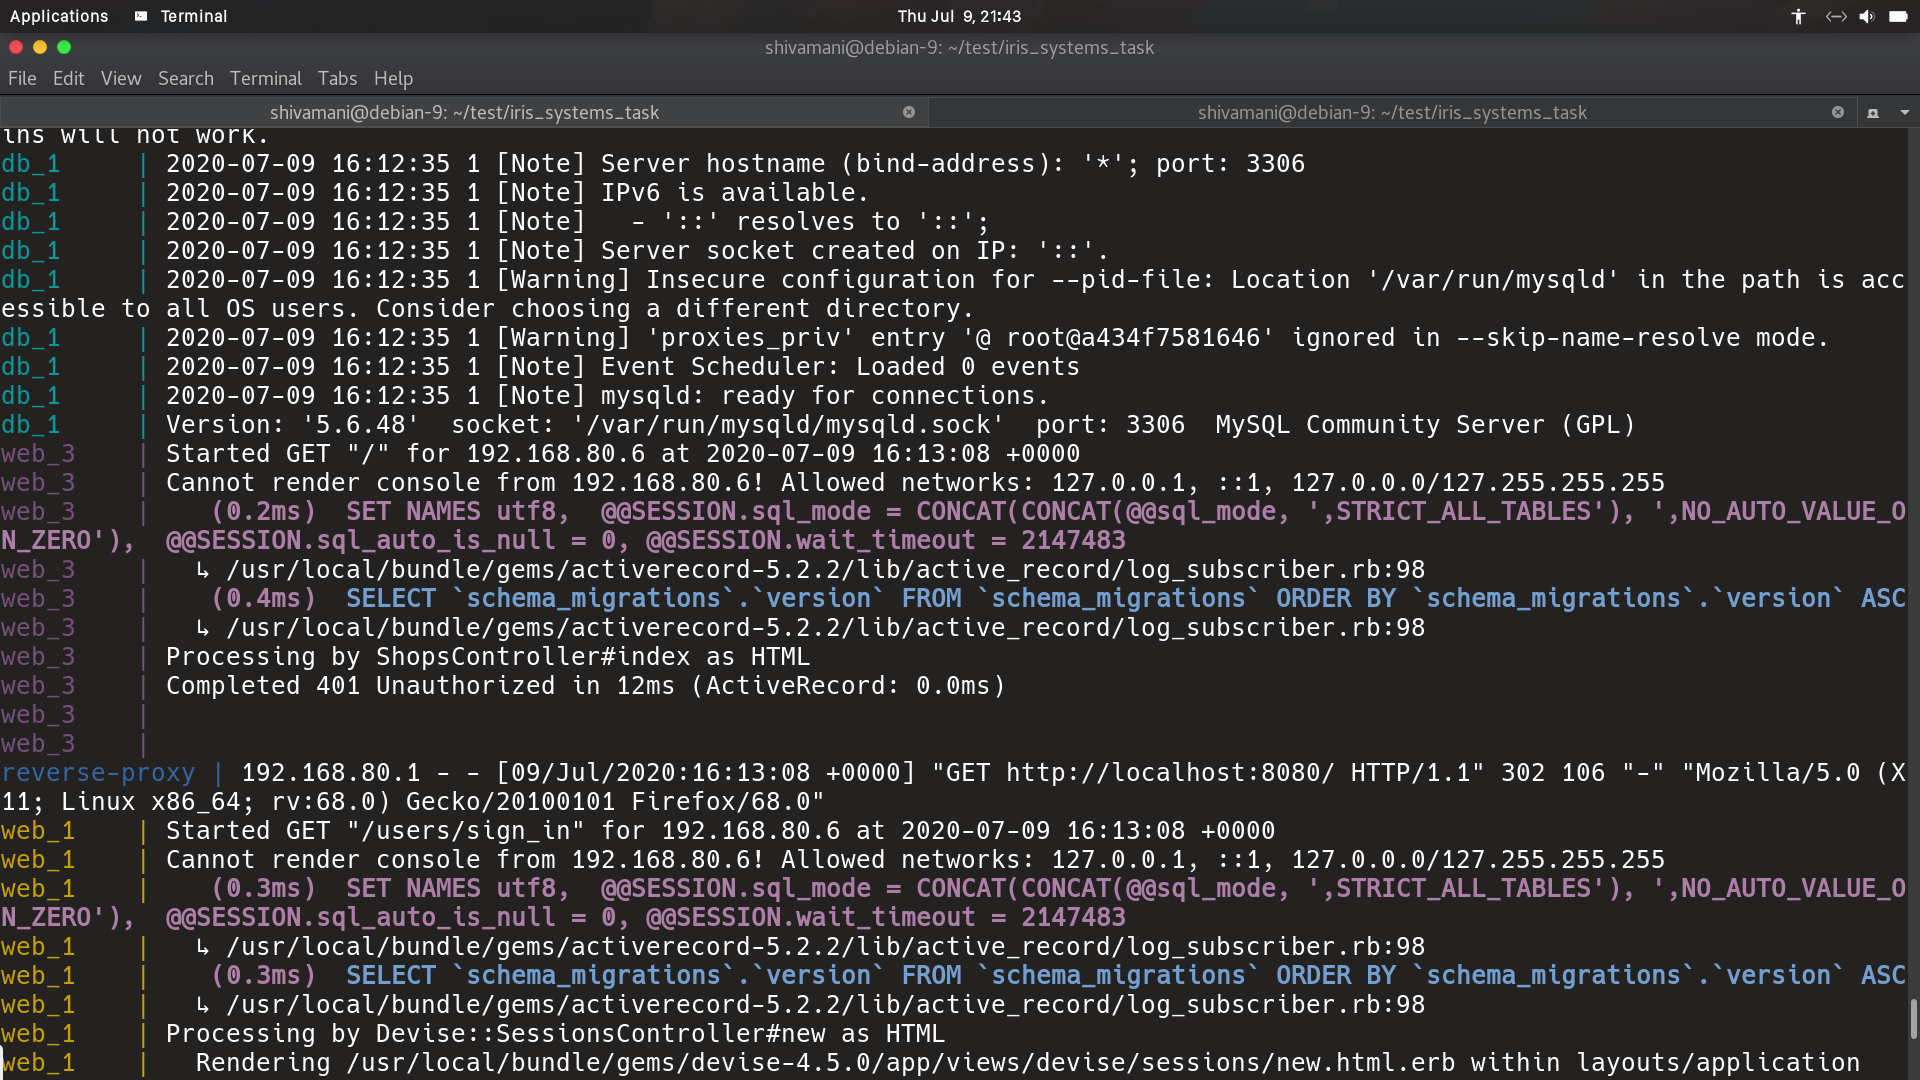 Applications Terminal Thu Jul 9, 21:43
shivamani@debian-9: ~/test/iris_systems_task
File Edit View Search Terminal Tabs Help
shivamani@debian-9: ~/test/iris_systems_task shivamani@debian-9: ~/test/iris_systems_task
ins will not work.
db_1 | 2020-07-09 16:12:35 1 [Note] Server hostname (bind-address): '*'; port: 3306
db_1 | 2020-07-09 16:12:35 1 [Note] IPv6 is available.
db_1 | 2020-07-09 16:12:35 1 [Note]   - '::' resolves to '::';
db_1 | 2020-07-09 16:12:35 1 [Note] Server socket created on IP: '::'.
db_1 | 2020-07-09 16:12:35 1 [Warning] Insecure configuration for --pid-file: Location '/var/run/mysqld' in the path is acc
essible to all OS users. Consider choosing a different directory.
db_1 | 2020-07-09 16:12:35 1 [Warning] 'proxies_priv' entry '@ root@a434f7581646' ignored in --skip-name-resolve mode.
db_1 | 2020-07-09 16:12:35 1 [Note] Event Scheduler: Loaded 0 events
db_1 | 2020-07-09 16:12:35 1 [Note] mysqld: ready for connections.
db_1 | Version: '5.6.48'  socket: '/var/run/mysqld/mysqld.sock'  port: 3306  MySQL Community Server (GPL)
web_3 | Started GET "/" for 192.168.80.6 at 2020-07-09 16:13:08 +0000
web_3 | Cannot render console from 192.168.80.6! Allowed networks: 127.0.0.1, ::1, 127.0.0.0/127.255.255.255
web_3 |    (0.2ms)  SET NAMES utf8,  @@SESSION.sql_mode = CONCAT(CONCAT(@@sql_mode, ',STRICT_ALL_TABLES'), ',NO_AUTO_VALUE_O
N_ZERO'),  @@SESSION.sql_auto_is_null = 0, @@SESSION.wait_timeout = 2147483
web_3 |   ↳ /usr/local/bundle/gems/activerecord-5.2.2/lib/active_record/log_subscriber.rb:98
web_3 |    (0.4ms)  SELECT `schema_migrations`.`version` FROM `schema_migrations` ORDER BY `schema_migrations`.`version` ASC
web_3 |   ↳ /usr/local/bundle/gems/activerecord-5.2.2/lib/active_record/log_subscriber.rb:98
web_3 | Processing by ShopsController#index as HTML
web_3 | Completed 401 Unauthorized in 12ms (ActiveRecord: 0.0ms)
web_3 |
web_3 |
reverse-proxy | 192.168.80.1 - - [09/Jul/2020:16:13:08 +0000] "GET http://localhost:8080/ HTTP/1.1" 302 106 "-" "Mozilla/5.0 (X
11; Linux x86_64; rv:68.0) Gecko/20100101 Firefox/68.0"
web_1 | Started GET "/users/sign_in" for 192.168.80.6 at 2020-07-09 16:13:08 +0000
web_1 | Cannot render console from 192.168.80.6! Allowed networks: 127.0.0.1, ::1, 127.0.0.0/127.255.255.255
web_1 |    (0.3ms)  SET NAMES utf8,  @@SESSION.sql_mode = CONCAT(CONCAT(@@sql_mode, ',STRICT_ALL_TABLES'), ',NO_AUTO_VALUE_O
N_ZERO'),  @@SESSION.sql_auto_is_null = 0, @@SESSION.wait_timeout = 2147483
web_1 |   ↳ /usr/local/bundle/gems/activerecord-5.2.2/lib/active_record/log_subscriber.rb:98
web_1 |    (0.3ms)  SELECT `schema_migrations`.`version` FROM `schema_migrations` ORDER BY `schema_migrations`.`version` ASC
web_1 |   ↳ /usr/local/bundle/gems/activerecord-5.2.2/lib/active_record/log_subscriber.rb:98
web_1 | Processing by Devise::SessionsController#new as HTML
web_1 |   Rendering /usr/local/bundle/gems/devise-4.5.0/app/views/devise/sessions/new.html.erb within layouts/application